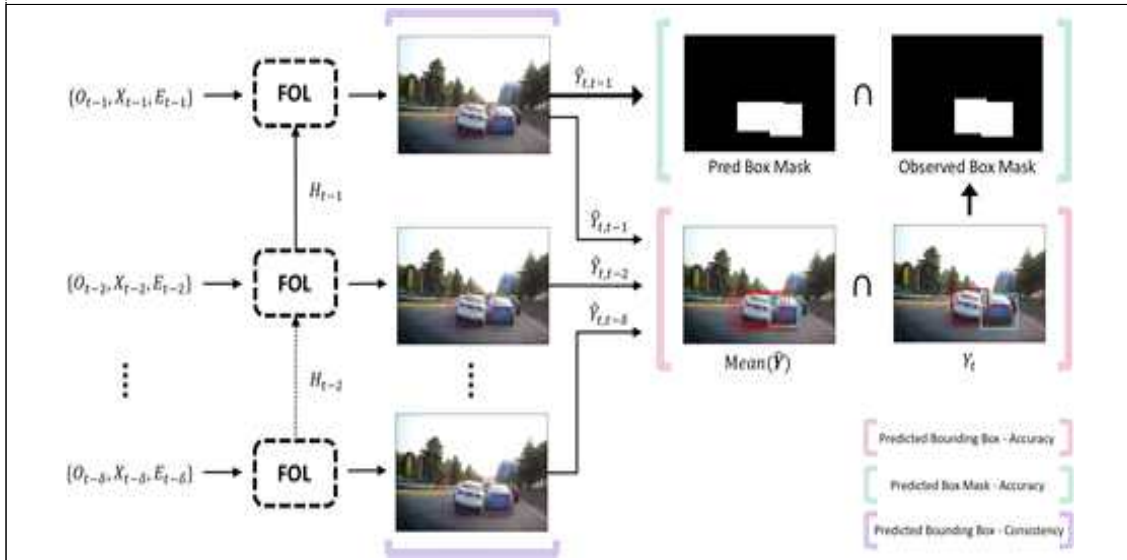 {O_{t−1}, X_{t−1}, E_{t−1}}
FOL
Ŷ_{t,t−1}
∩
Pred Box Mask
Observed Box Mask
H_{t−1}
Ŷ_{t,t−1}
{O_{t−2}, X_{t−2}, E_{t−2}}
FOL
Ŷ_{t,t−2}
∩
Ŷ_{t,t−δ}
Mean(Ŷ)
Y_t
H_{t−2}
{O_{t−δ}, X_{t−δ}, E_{t−δ}}
FOL
Predicted Bounding Box - Accuracy
Predicted Box Mask - Accuracy
Predicted Bounding Box - Consistency